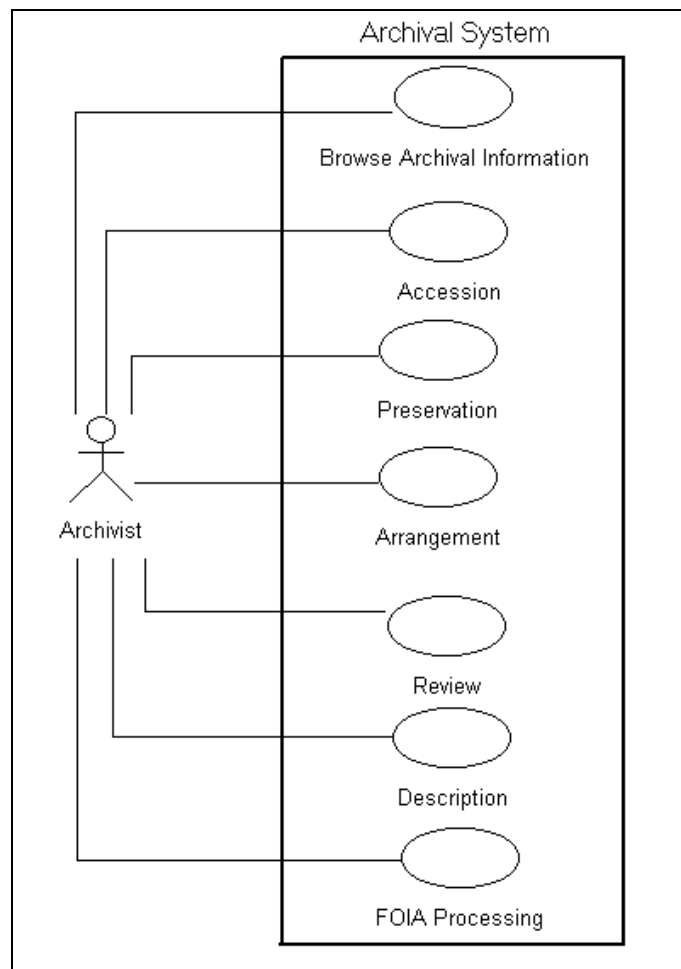 Archival System
Browse Archival Information
Accession
Preservation
Arrangement
Archivist
Review
Description
FOIA Processing